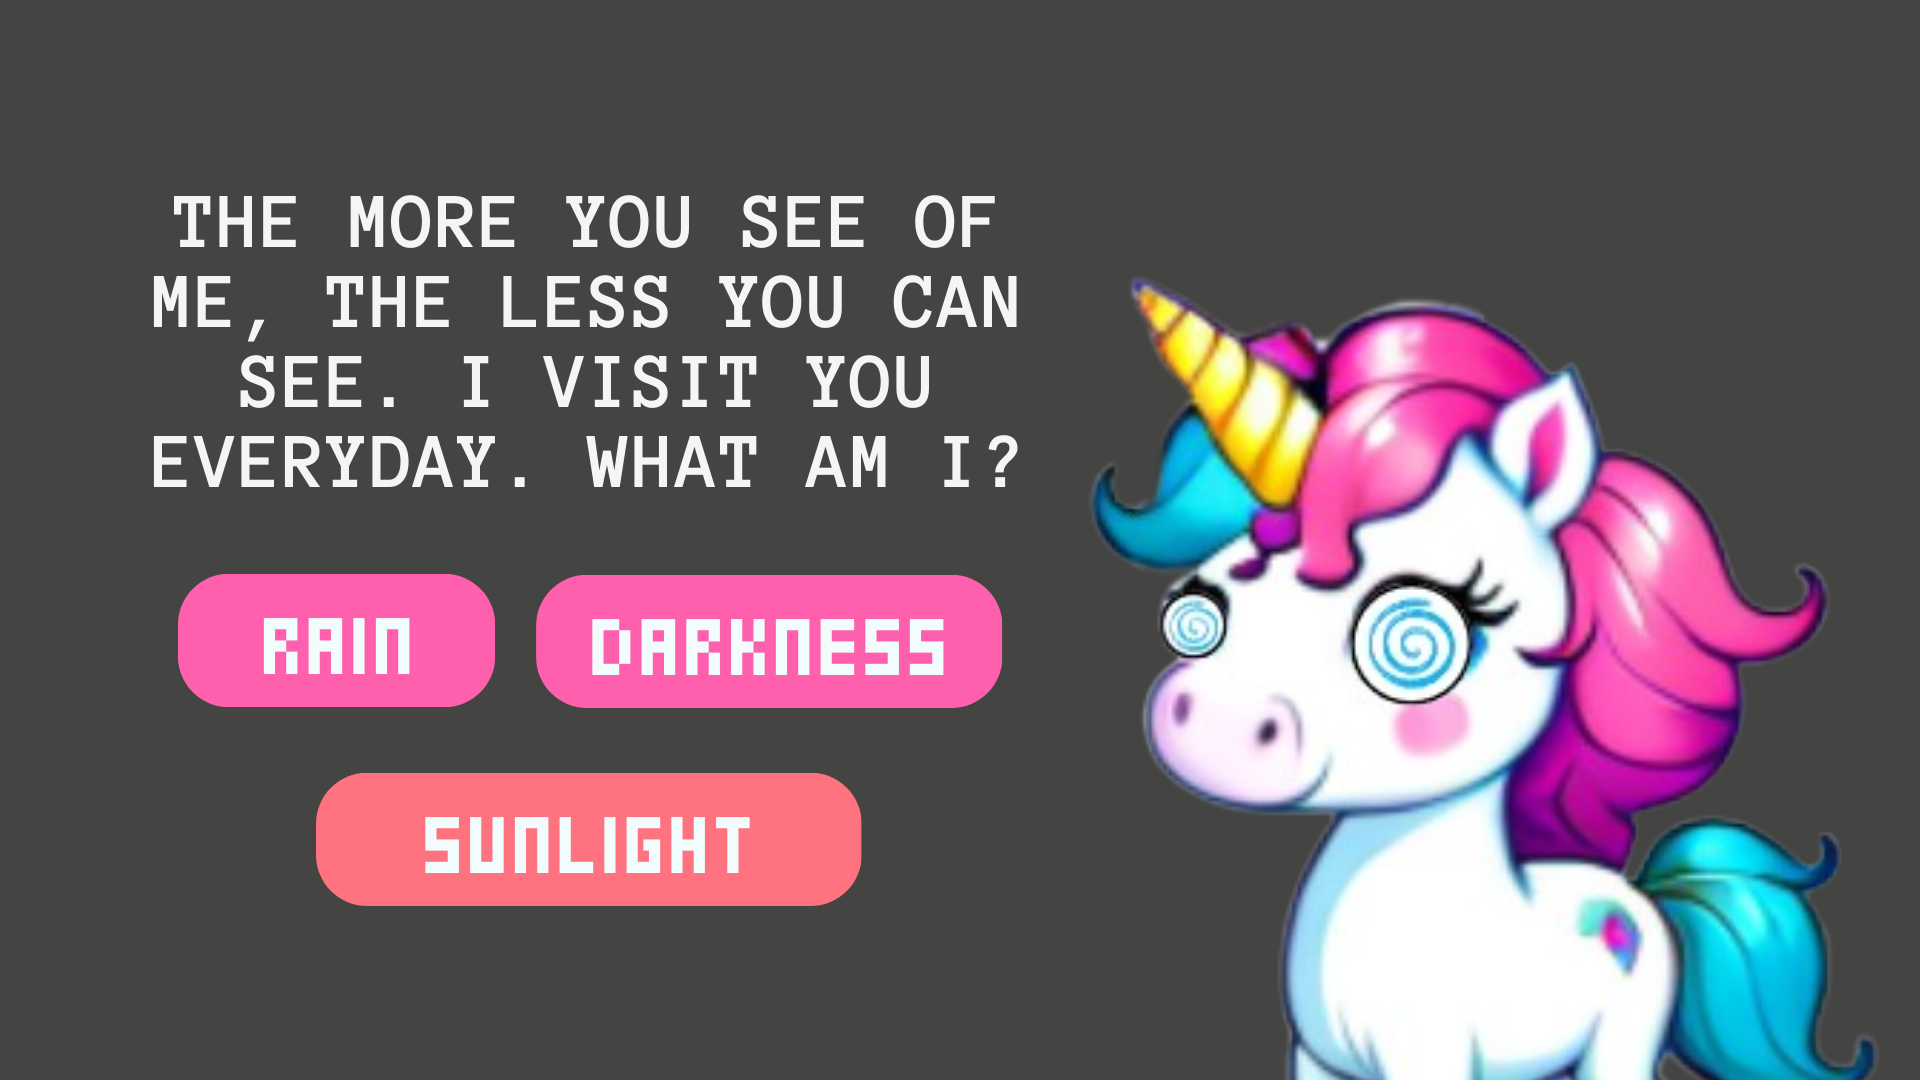 THE MORE YOU SEE OF
ME, THE LESS YOU CAN
SEE. I VISIT YOU
EVERYDAY. WHAT AM I?
RAIN
DARKNESS
SUNLIGHT